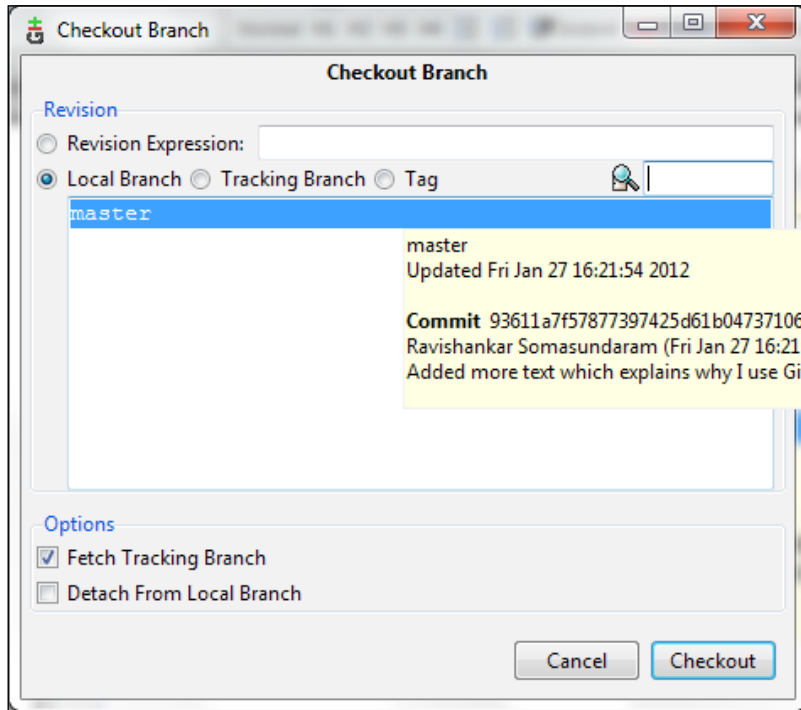 Checkout Branch
Checkout Branch
Revision
Revision Expression:
Local Branch Tracking Branch Tag
master
master
Updated Fri Jan 27 16:21:54 2012
Commit 93611a7f57877397425d61b04737106
Ravishankar Somasundaram (Fri Jan 27 16:21
Added more text which explains why I use Gi
Options
Fetch Tracking Branch
Detach From Local Branch
Cancel Checkout